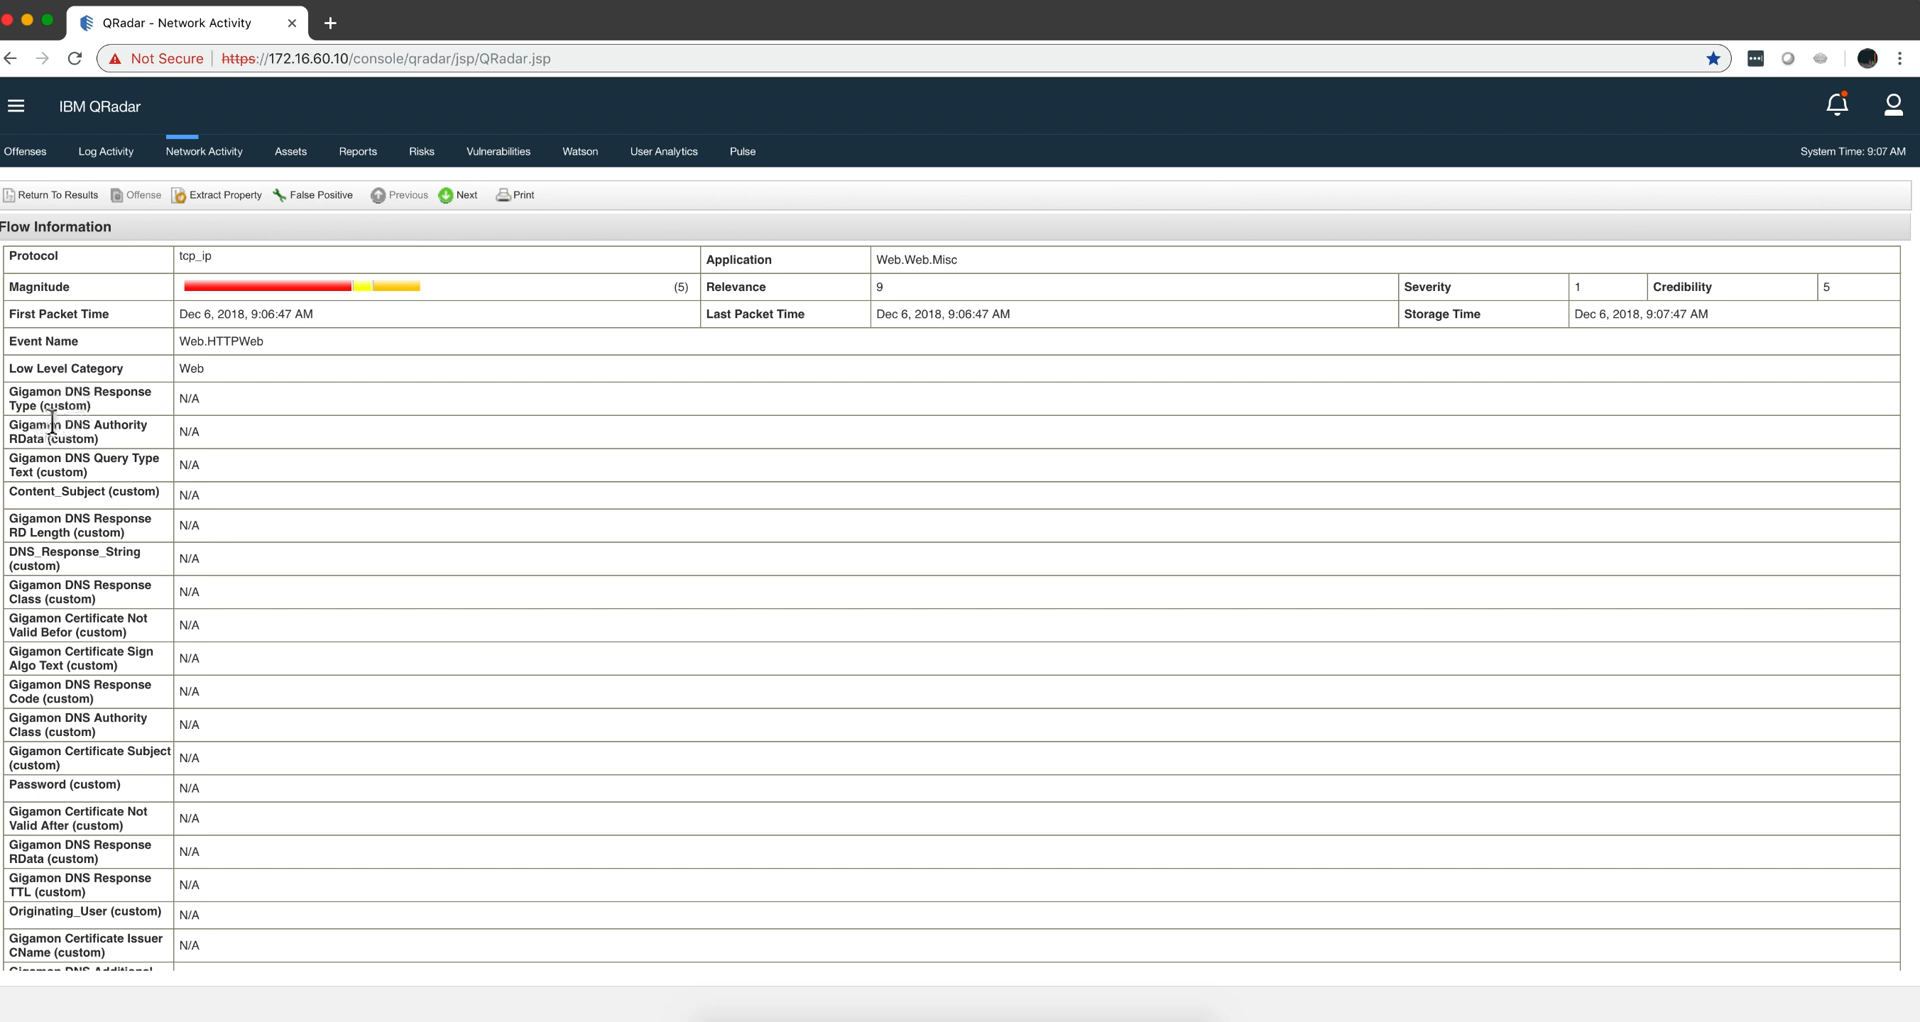 QRadar - Network Activity
Not Secure https://172.16.60.10/console/qradar/jsp/QRadar.jsp
IBM QRadar
Offenses Log Activity Network Activity Assets Reports Risks Vulnerabilities Watson User Analytics Pulse System Time: 9:07 AM
Return To Results Offense Extract Property False Positive Previous Next Print
Flow Information
Protocol tcp_ip Application Web.Web.Misc
Magnitude (5) Relevance 9 Severity 1 Credibility 5
First Packet Time Dec 6, 2018, 9:06:47 AM Last Packet Time Dec 6, 2018, 9:06:47 AM Storage Time Dec 6, 2018, 9:07:47 AM
Event Name Web.HTTPWeb
Low Level Category Web
Gigamon DNS Response
Type (custom) N/A
Gigamon DNS Authority
RData (custom) N/A
Gigamon DNS Query Type
Text (custom) N/A
Content_Subject (custom) N/A
Gigamon DNS Response
RD Length (custom) N/A
DNS_Response_String
(custom) N/A
Gigamon DNS Response
Class (custom) N/A
Gigamon Certificate Not
Valid Befor (custom) N/A
Gigamon Certificate Sign
Algo Text (custom) N/A
Gigamon DNS Response
Code (custom) N/A
Gigamon DNS Authority
Class (custom) N/A
Gigamon Certificate Subject
(custom) N/A
Password (custom) N/A
Gigamon Certificate Not
Valid After (custom) N/A
Gigamon DNS Response
RData (custom) N/A
Gigamon DNS Response
TTL (custom) N/A
Originating_User (custom) N/A
Gigamon Certificate Issuer
CName (custom) N/A
Gigamon DNS Additional